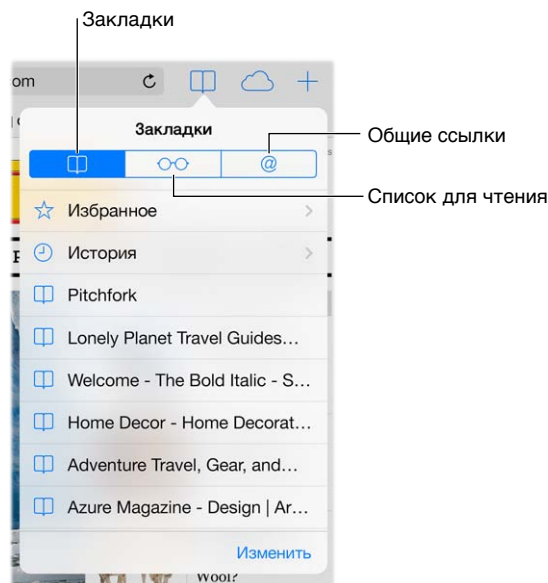 Закладки
om
Закладки
Общие ссылки
@
Список для чтения
Избранное
История
Pitchfork
Lonely Planet Travel Guides…
Welcome - The Bold Italic - S…
Home Decor - Home Decorat…
Adventure Travel, Gear, and…
Azure Magazine - Design | Ar…
Изменить
Wool?